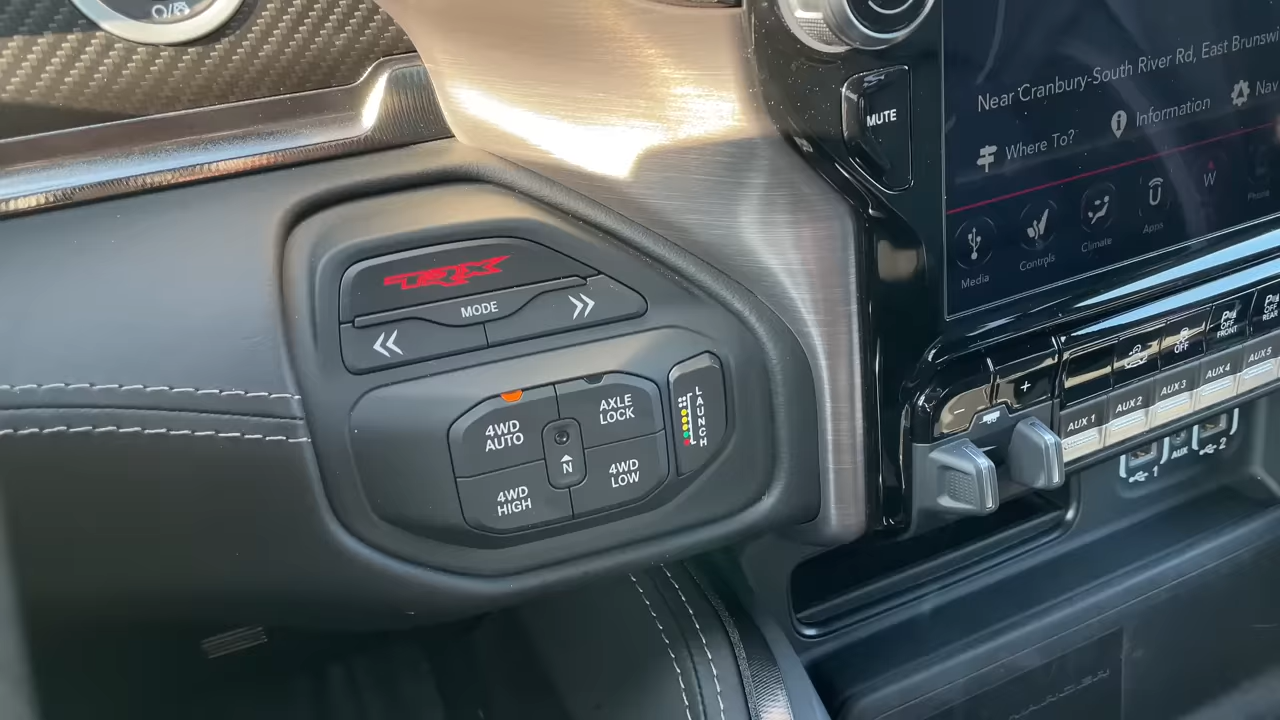 MUTE
Near Cranbury-South River Rd, East Brunswi
Where To?
Information
Nav
Media
Controls
Climate
Apps
W
Phone
TRX
MODE
4WD
AUTO
AXLE
LOCK
N
4WD
HIGH
4WD
LOW
LAUNCH
- +
OFF
OFF
FRONT
OFF
REAR
AUX 1
AUX 2
AUX 3
AUX 4
AUX 5
1
AUX
2